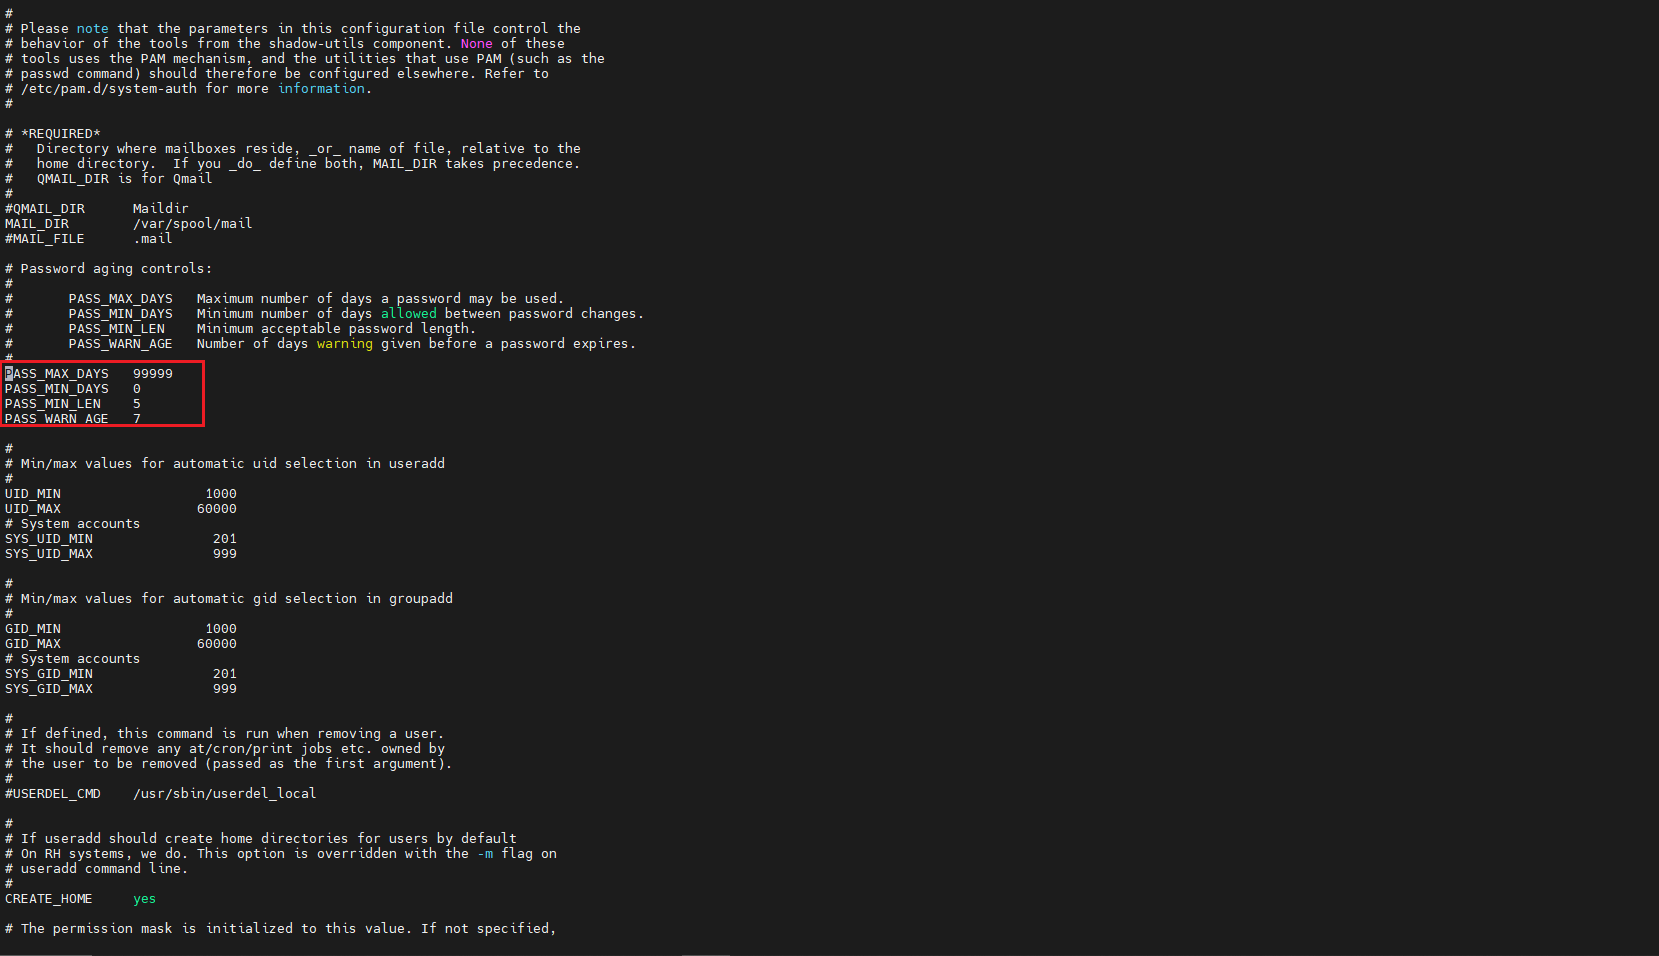 #
# Please note that the parameters in this configuration file control the
# behavior of the tools from the shadow-utils component. None of these
# tools uses the PAM mechanism, and the utilities that use PAM (such as the
# passwd command) should therefore be configured elsewhere. Refer to
# /etc/pam.d/system-auth for more information.
#

# *REQUIRED*
#   Directory where mailboxes reside, _or_ name of file, relative to the
#   home directory.  If you _do_ define both, MAIL_DIR takes precedence.
#   QMAIL_DIR is for Qmail
#
#QMAIL_DIR      Maildir
MAIL_DIR        /var/spool/mail
#MAIL_FILE      .mail

# Password aging controls:
#
#       PASS_MAX_DAYS   Maximum number of days a password may be used.
#       PASS_MIN_DAYS   Minimum number of days allowed between password changes.
#       PASS_MIN_LEN    Minimum acceptable password length.
#       PASS_WARN_AGE   Number of days warning given before a password expires.
#
PASS_MAX_DAYS   99999
PASS_MIN_DAYS   0
PASS_MIN_LEN    5
PASS_WARN_AGE   7

#
# Min/max values for automatic uid selection in useradd
#
UID_MIN                  1000
UID_MAX                 60000
# System accounts
SYS_UID_MIN               201
SYS_UID_MAX               999

#
# Min/max values for automatic gid selection in groupadd
#
GID_MIN                  1000
GID_MAX                 60000
# System accounts
SYS_GID_MIN               201
SYS_GID_MAX               999

#
# If defined, this command is run when removing a user.
# It should remove any at/cron/print jobs etc. owned by
# the user to be removed (passed as the first argument).
#
#USERDEL_CMD    /usr/sbin/userdel_local

#
# If useradd should create home directories for users by default
# On RH systems, we do. This option is overridden with the -m flag on
# useradd command line.
#
CREATE_HOME     yes

# The permission mask is initialized to this value. If not specified,